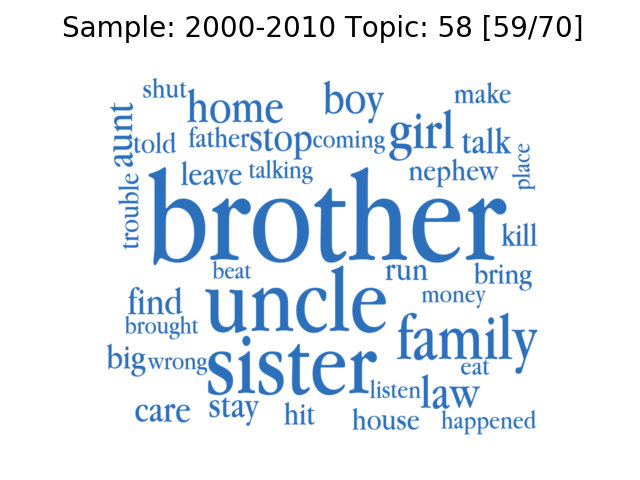 Sample: 2000-2010 Topic: 58 [59/70]
shut
home
boy
make
aunt
told
father
stop
coming
girl
talk
leave
talking
nephew
place
trouble
brother
kill
beat
run
bring
find
uncle
money
brought
family
big
wrong
sister
eat
listen
law
care
stay
hit
house
happened